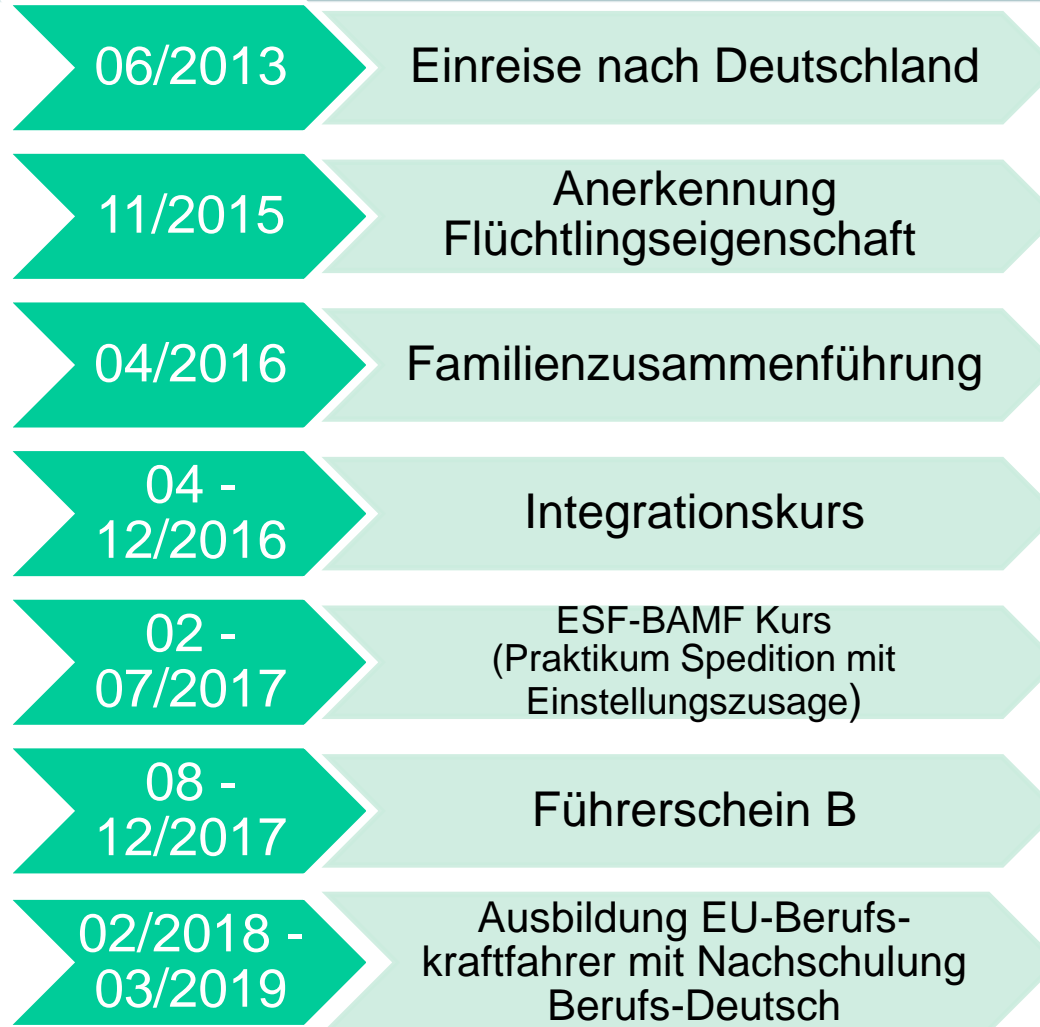 06/2013
Einreise nach Deutschland
11/2015
Anerkennung
Flüchtlingseigenschaft
04/2016
Familienzusammenführung
04 -
12/2016
Integrationskurs
02 -
07/2017
ESF-BAMF Kurs
(Praktikum Spedition mit
Einstellungszusage)
08 -
12/2017
Führerschein B
02/2018 -
03/2019
Ausbildung EU-Berufs-
kraftfahrer mit Nachschulung
Berufs-Deutsch